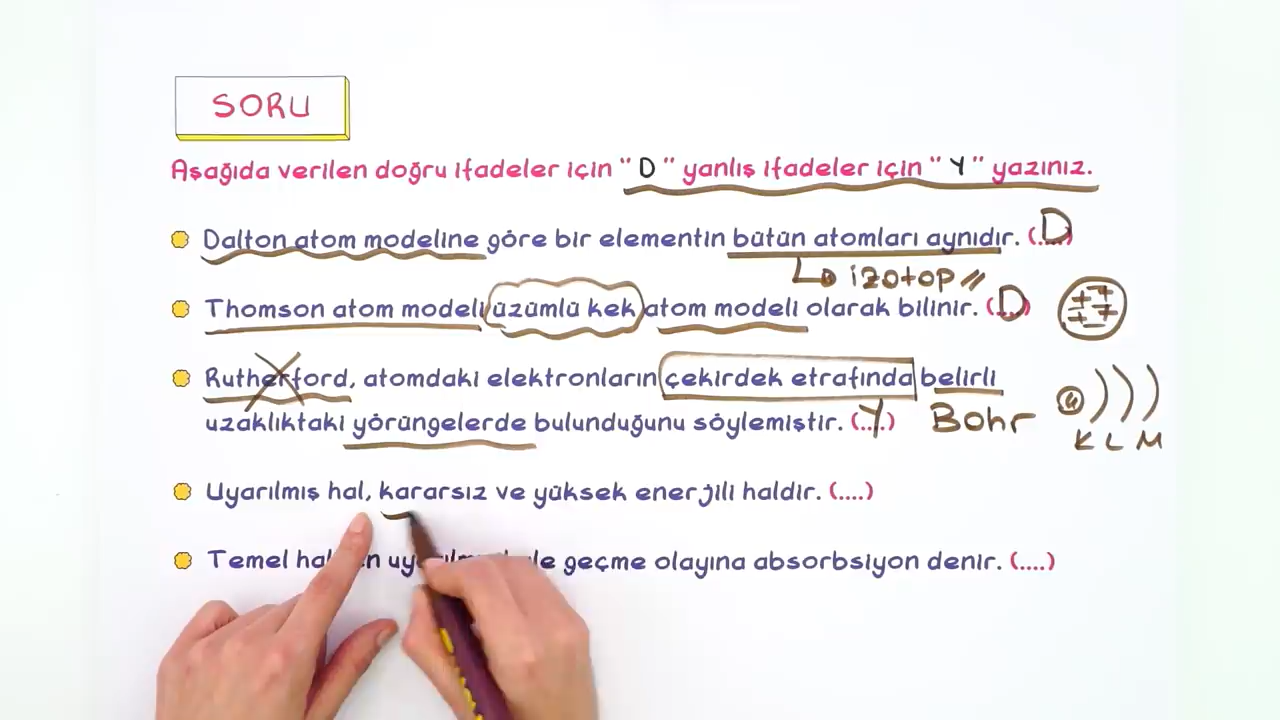 SORU
Aşağıda verilen doğru ifadeler için " D " yanlış ifadeler için " Y " yazınız.
Dalton atom modeline göre bir elementin bütün atomları aynıdır. (....) D
izotop
Thomson atom modeli üzümlü kek atom modeli olarak bilinir. (....) D
Rutherford, atomdaki elektronların çekirdek etrafında belirli
uzaklıktaki yörüngelerde bulunduğunu söylemiştir. (....) Y Bohr
K L M
Uyarılmış hal, kararsız ve yüksek enerjili haldir. (....)
Temel geçme olayına absorbsiyon denir. (....)